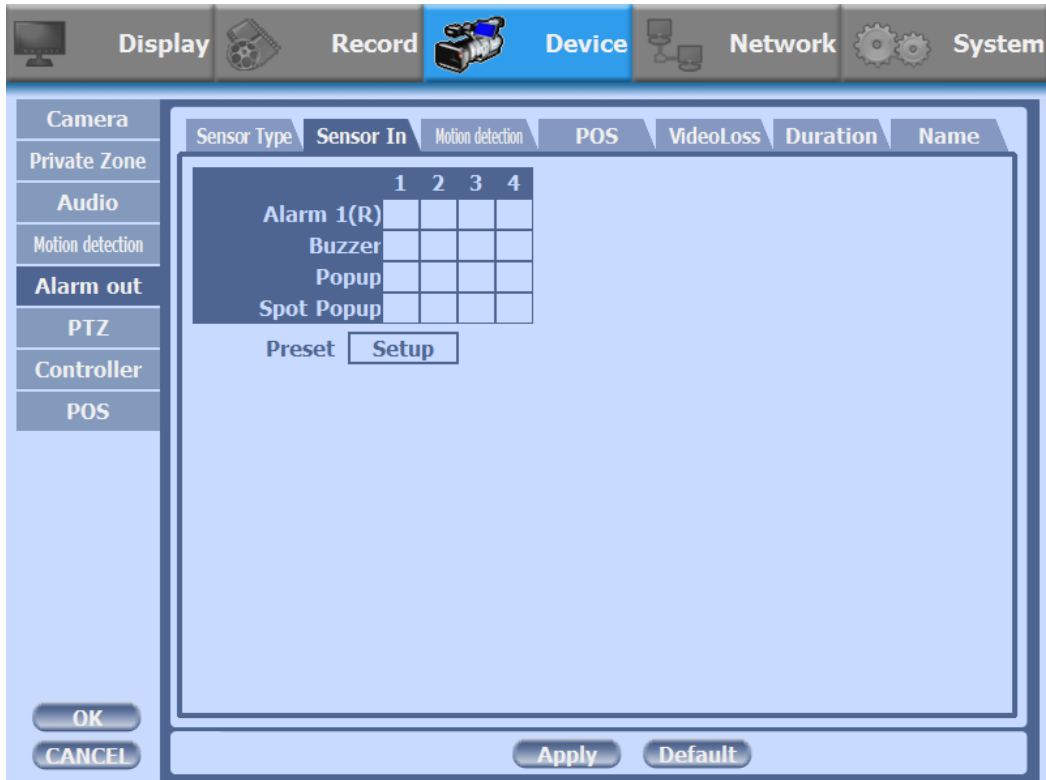 Display Record Device Network System
Camera
Private Zone
Audio
Motion detection
Alarm out
PTZ
Controller
POS
OK
CANCEL
Sensor Type Sensor In Motion detection POS VideoLoss Duration Name
1 2 3 4
Alarm 1(R)
Buzzer
Popup
Spot Popup
Preset Setup
Apply Default